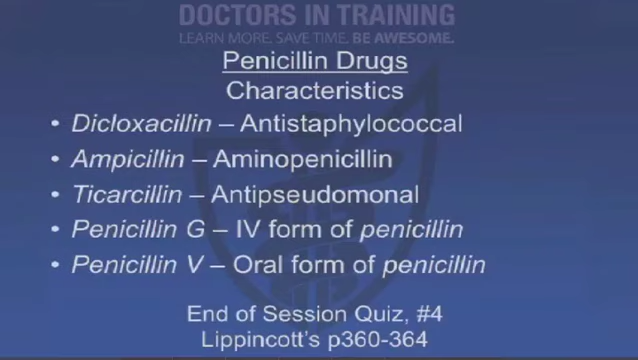 DOCTORS IN TRAINING
LEARN MORE. SAVE TIME. BE AWESOME.
Penicillin Drugs
Characteristics
• Dicloxacillin – Antistaphylococcal
• Ampicillin – Aminopenicillin
• Ticarcillin – Antipseudomonal
• Penicillin G – IV form of penicillin
• Penicillin V – Oral form of penicillin
End of Session Quiz, #4
Lippincott's p360-364